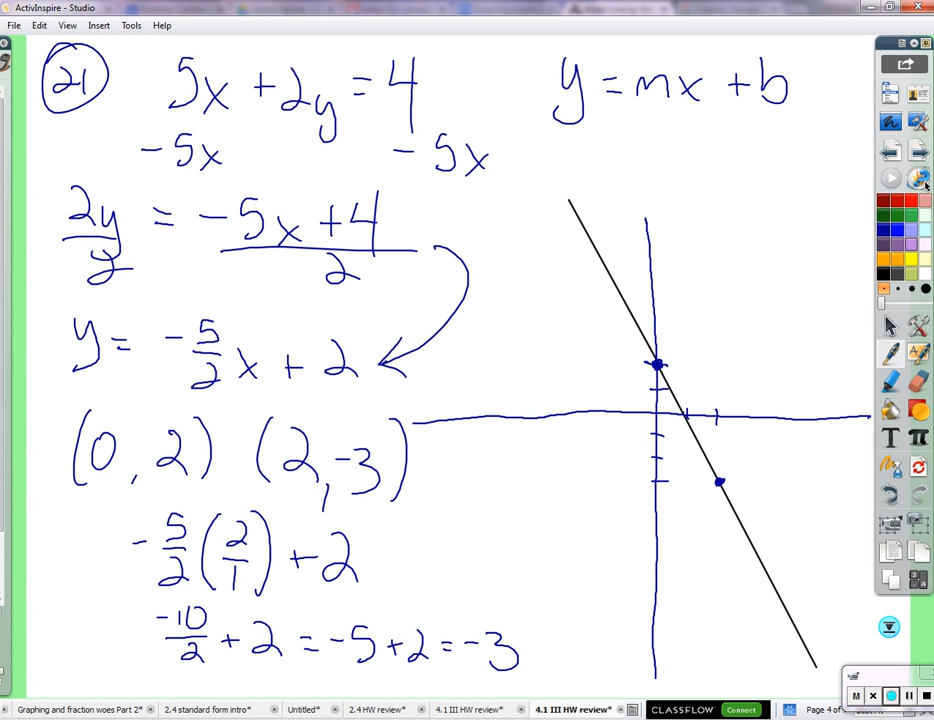 ActivInspire - Studio
File Edit View Insert Tools Help
21
5x + 2y = 4
y = mx + b
- 5x - 5x
2y/2 = -5x + 4/2
y = -5/2 x + 2
(0, 2) (2, -3)
-5/2 (2/1) + 2
-10/2 + 2 = -5 + 2 = -3
Graphing and fraction woes Part 2* 2.4 standard form intro* Untitled* 2.4 HW review* 4.1 III HW review* 4.1 III HW review* CLASSFLOW Connect Page 4 of